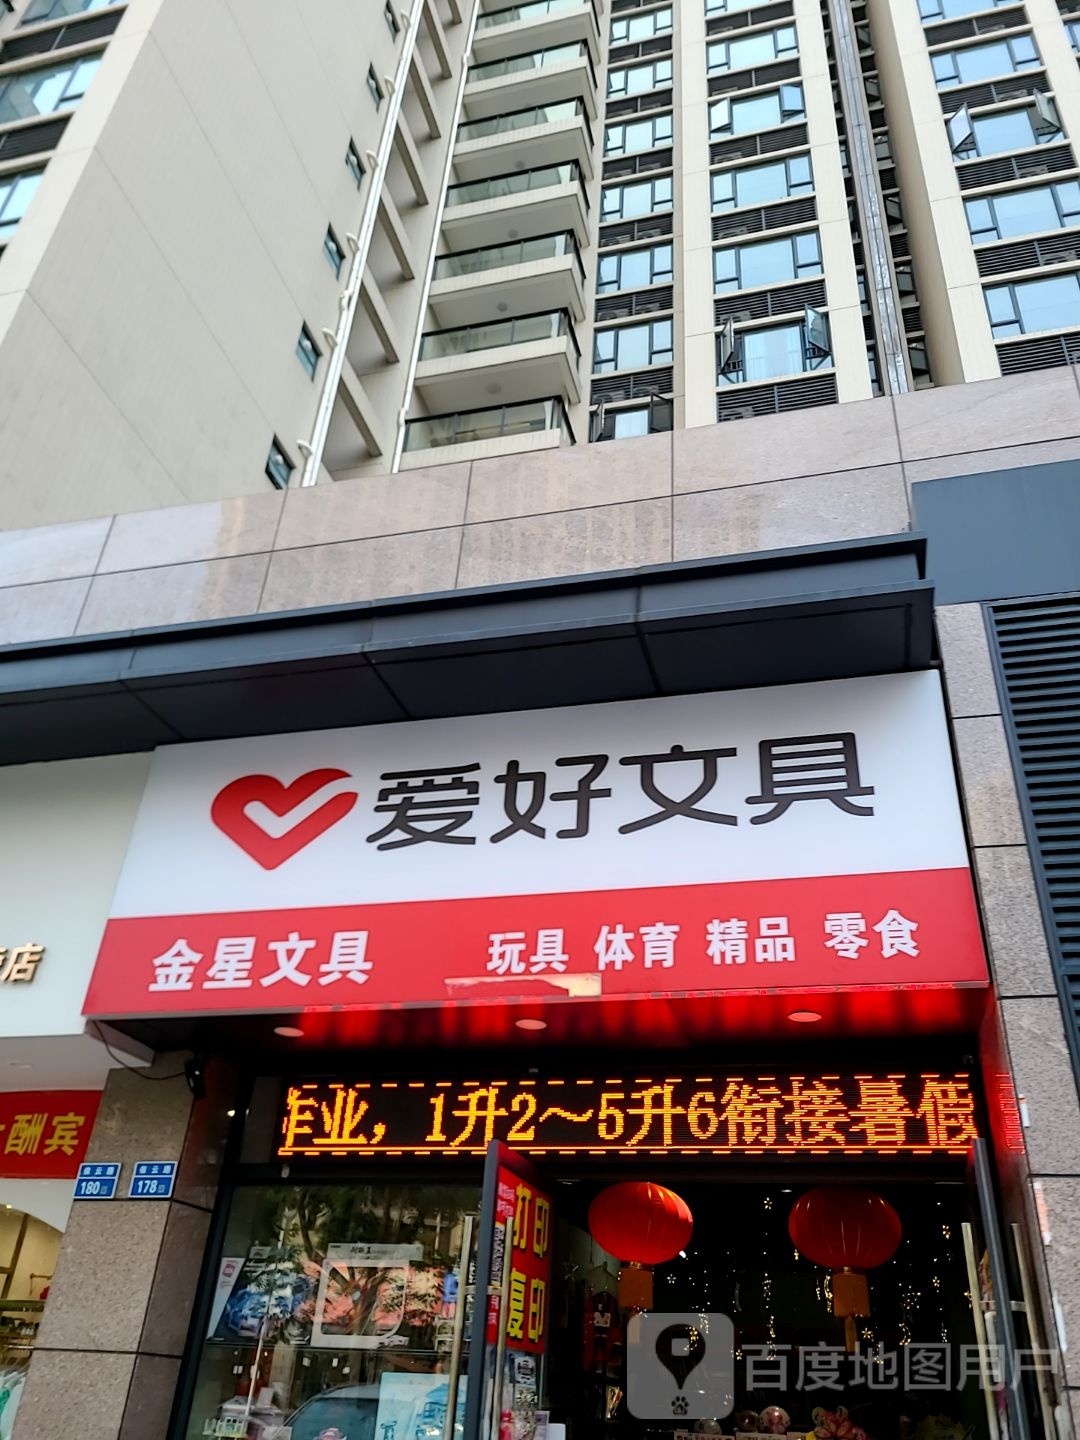 爱好文具
金星文具 玩具 体育 精品 零食
店
作业，1升2～5升6衔接暑假
酬宾
180
178
打印
复印
百度地图用户